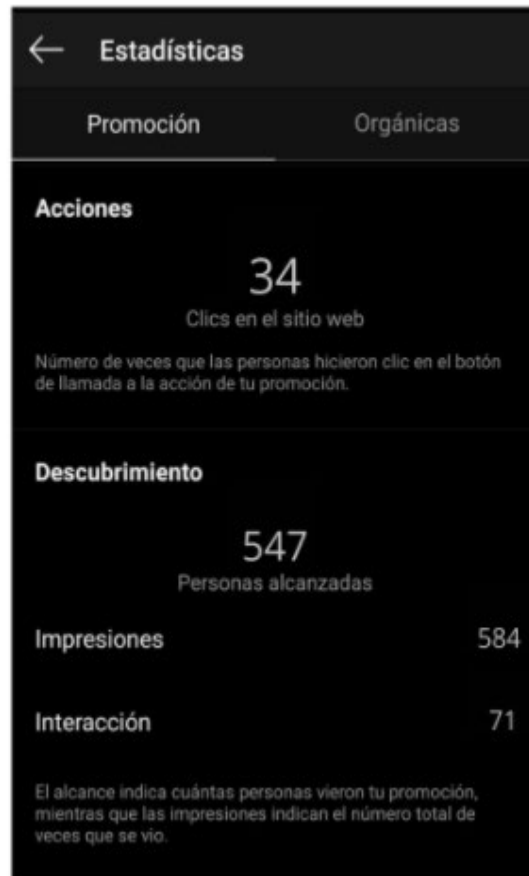 Estadísticas
Promoción Orgánicas
Acciones
34
Clics en el sitio web
Número de veces que las personas hicieron clic en el botón
de llamada a la acción de tu promoción.
Descubrimiento
547
Personas alcanzadas
Impresiones 584
Interacción 71
El alcance indica cuántas personas vieron tu promoción,
mientras que las impresiones indican el número total de
veces que se vio.